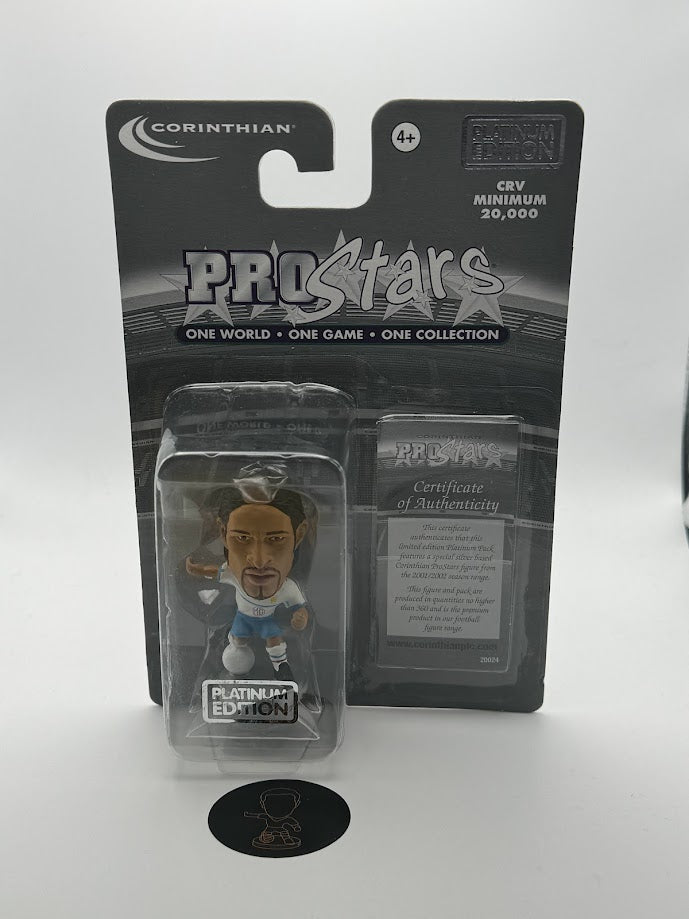 CORINTHIAN
4+
PLATINUM
EDITION
CRV
MINIMUM
20,000
PROStars
ONE WORLD • ONE GAME • ONE COLLECTION
CORINTHIAN
PROStars
Certificate
of Authenticity
This certificate
authenticates that this
limited edition Platinum Pack
features a special silver based
Corinthian ProStars figure from
the 2001/2002 season range.
This figure and pack are
produced in quantities no higher
than 360 and is the premium
product in our football
figure range.
www.corinthianplc.com
20024
PLATINUM
EDITION